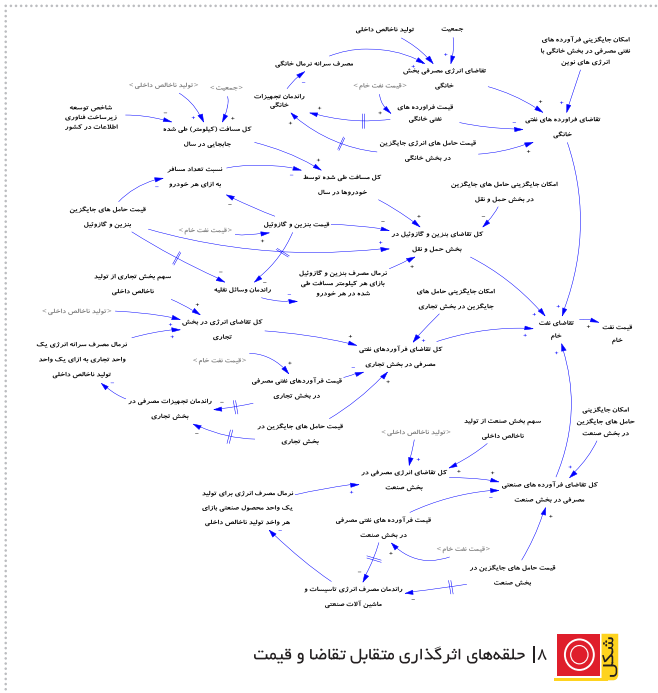 جمعیت
تولید ناخالص داخلی
امکان جایگزینی فرآورده های
نفتی مصرفی در بخش خانگی با
انرژی های نوین
مصرف سرانه نرمال خانگی
تقاضای انرژی مصرفی بخش
خانگی
<تولید ناخالص داخلی>
<جمعیت>
<قیمت نفت خام>
راندمان تجهیزات
خانگی
قیمت فرآورده های
نفتی خانگی
تقاضای فراورده های نفتی
خانگی
شاخص توسعه
زیرساخت فناوری
اطلاعات در کشور
کل مسافت (کیلومتر) طی شده
جابجایی در سال
قیمت حامل های انرژی جایگزین
در بخش خانگی
نسبت تعداد مسافر
به ازای هر خودرو
کل مسافت طی شده توسط
خودروها در سال
امکان جایگزینی حامل های جایگزین
در بخش حمل و نقل
قیمت حامل های جایگزین
بنزین و گازوئیل
قیمت بنزین و گازوئیل
<قیمت نفت خام>
کل تقاضای بنزین و گازوئیل در
بخش حمل و نقل
سهم بخش تجاری از تولید
ناخالص داخلی
راندمان وسائل نقلیه
نرمال مصرف بنزین و گازوئیل
بازای هر کیلومتر مسافت طی
شده در هر خودرو
امکان جایگزینی حامل های
جایگزین در بخش تجاری
<تولید ناخالص داخلی>
کل تقاضای انرژی در بخش
تجاری
تقاضای نفت
خام
قیمت نفت
خام
نرمال مصرف سرانه انرژی یک
واحد تجاری به ازای یک واحد
تولید ناخالص داخلی
<قیمت نفت خام>
کل تقاضای فرآوردهای نفتی
مصرفی در بخش تجاری
قیمت فرآوردهای نفتی مصرفی
در بخش تجاری
راندمان تجهیزات مصرفی در
بخش تجاری
قیمت حامل های جایگزین در
بخش تجاری
امکان جایگزینی
حامل های جایگزین
در بخش صنعت
سهم بخش صنعت از تولید
ناخالص داخلی
<تولید ناخالص داخلی>
کل تقاضای انرژی مصرفی در
بخش صنعت
کل تقاضای فرآورده های صنعتی
مصرفی در بخش صنعت
نرمال مصرف انرژی برای تولید
یک واحد محصول صنعتی بازای
هر واحد تولید ناخالص داخلی
قیمت فرآورده های نفتی مصرفی
در بخش صنعت
<قیمت نفت خام>
قیمت حامل های جایگزین در
بخش صنعت
راندمان مصرف انرژی تاسیسات و
ماشین آلات صنعتی
شکل
۸| حلقه‌های اثرگذاری متقابل تقاضا و قیمت